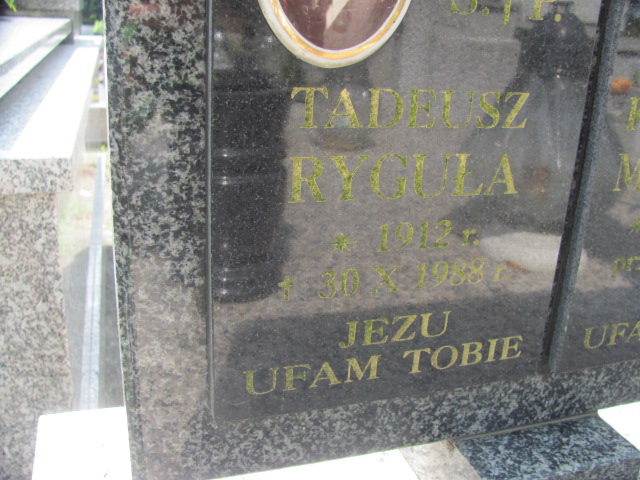 Ś.†P.
TADEUSZ
RYGUŁA
* 1912 r.
† 30 X 1988 r.
JEZU
UFAM TOBIE